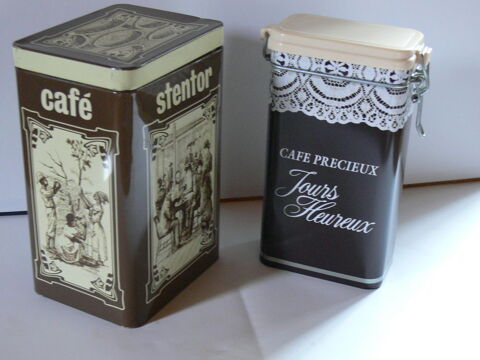 café
stentor
CAFE PRECIEUX
Jours
Heureux